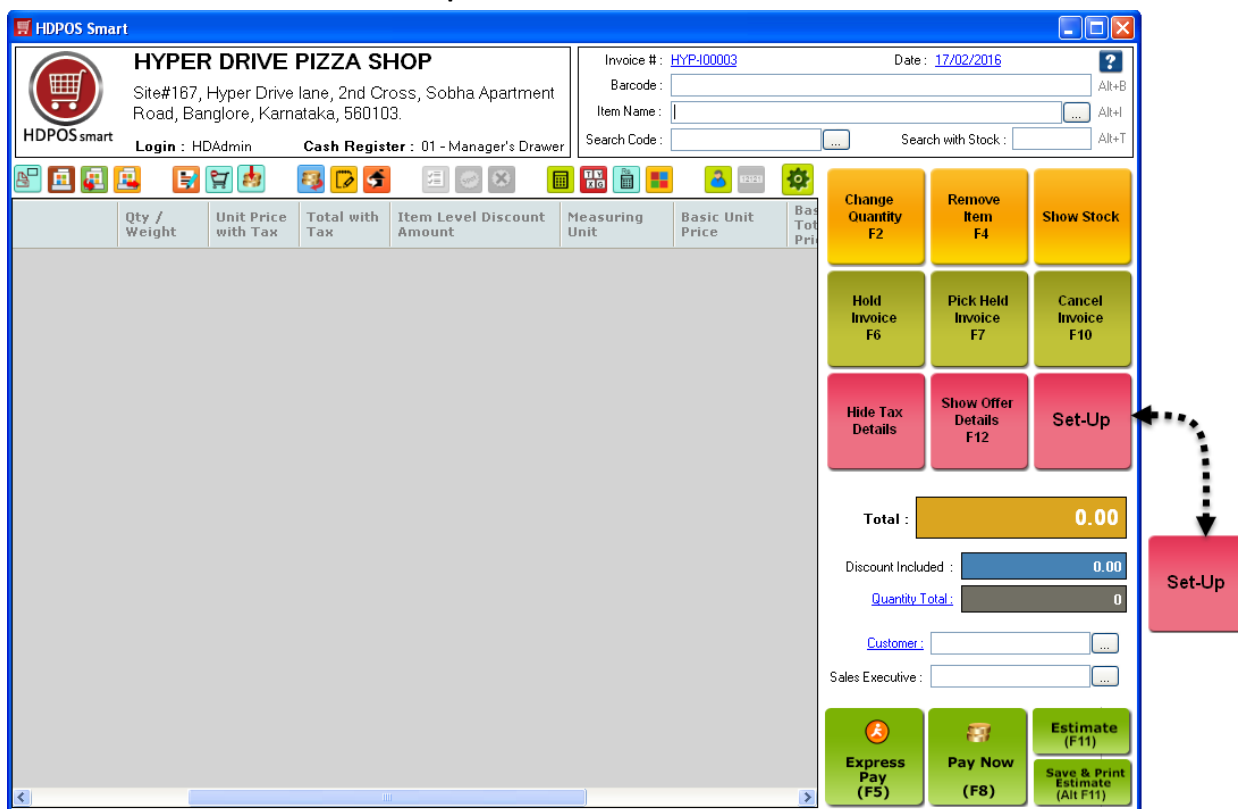 HDPOS Smart
HYPER DRIVE PIZZA SHOP
Site#167, Hyper Drive lane, 2nd Cross, Sobha Apartment
Road, Banglore, Karnataka, 560103.
HDPOS smart
Login : HDAdmin Cash Register : 01 - Manager's Drawer
Invoice # : HYP-I00003 Date : 17/02/2016 ?
Barcode : Alt+B
Item Name : ... Alt+I
Search Code : ... Search with Stock : Alt+T
Qty /
Weight
Unit Price
with Tax
Total with
Tax
Item Level Discount
Amount
Measuring
Unit
Basic Unit
Price
Bas
Tot
Pri
Change
Quantity
F2
Remove
Item
F4
Show Stock
Hold
Invoice
F6
Pick Held
Invoice
F7
Cancel
Invoice
F10
Hide Tax
Details
Show Offer
Details
F12
Set-Up
Total : 0.00
Discount Included : 0.00
Quantity Total : 0
Set-Up
Customer : ...
Sales Executive : ...
Express
Pay
(F5)
Pay Now
(F8)
Estimate
(F11)
Save & Print
Estimate
(Alt F11)